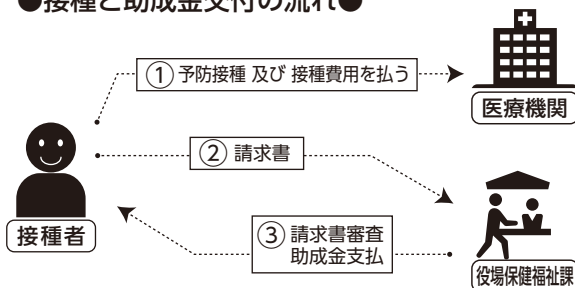 ●接種と助成金交付の流れ●
① 予防接種 及び 接種費用を払う
医療機関
② 請求書
接種者
③ 請求書審査
助成金支払
役場保健福祉課